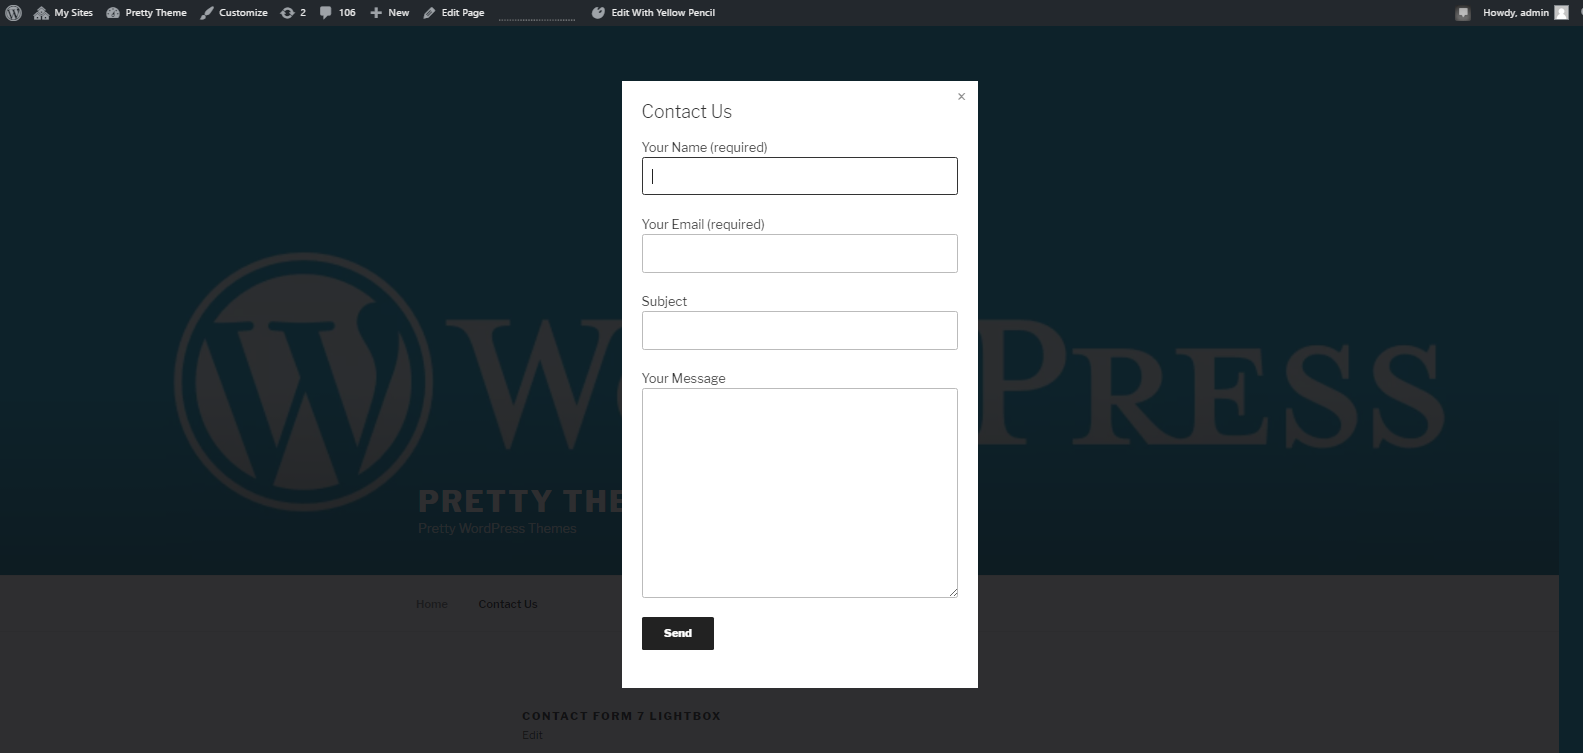 My Sites Pretty Theme Customize 2 106 New Edit Page Edit With Yellow Pencil Howdy, admin
×
Contact Us
Your Name (required)
Your Email (required)
Subject
W PRESS
Your Message
PRETTY THE
Pretty WordPress Themes
Home Contact Us
Send
CONTACT FORM 7 LIGHTBOX
Edit